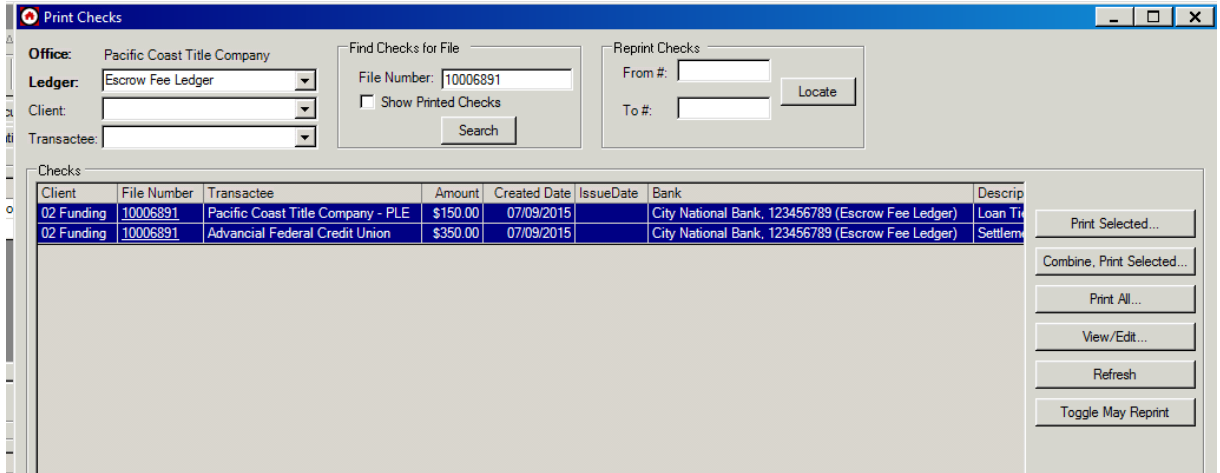 Print Checks
Office: Pacific Coast Title Company
Ledger: Escrow Fee Ledger
Client:
Transactee:
Find Checks for File
File Number: 10006891
Show Printed Checks
Search
Reprint Checks
From #:
To #:
Locate
Checks
Client File Number Transactee Amount Created Date IssueDate Bank Descrip
02 Funding 10006891 Pacific Coast Title Company - PLE $150.00 07/09/2015 City National Bank, 123456789 (Escrow Fee Ledger) Loan Tie
02 Funding 10006891 Advancial Federal Credit Union $350.00 07/09/2015 City National Bank, 123456789 (Escrow Fee Ledger) Settleme
Print Selected...
Combine, Print Selected...
Print All...
View/Edit...
Refresh
Toggle May Reprint